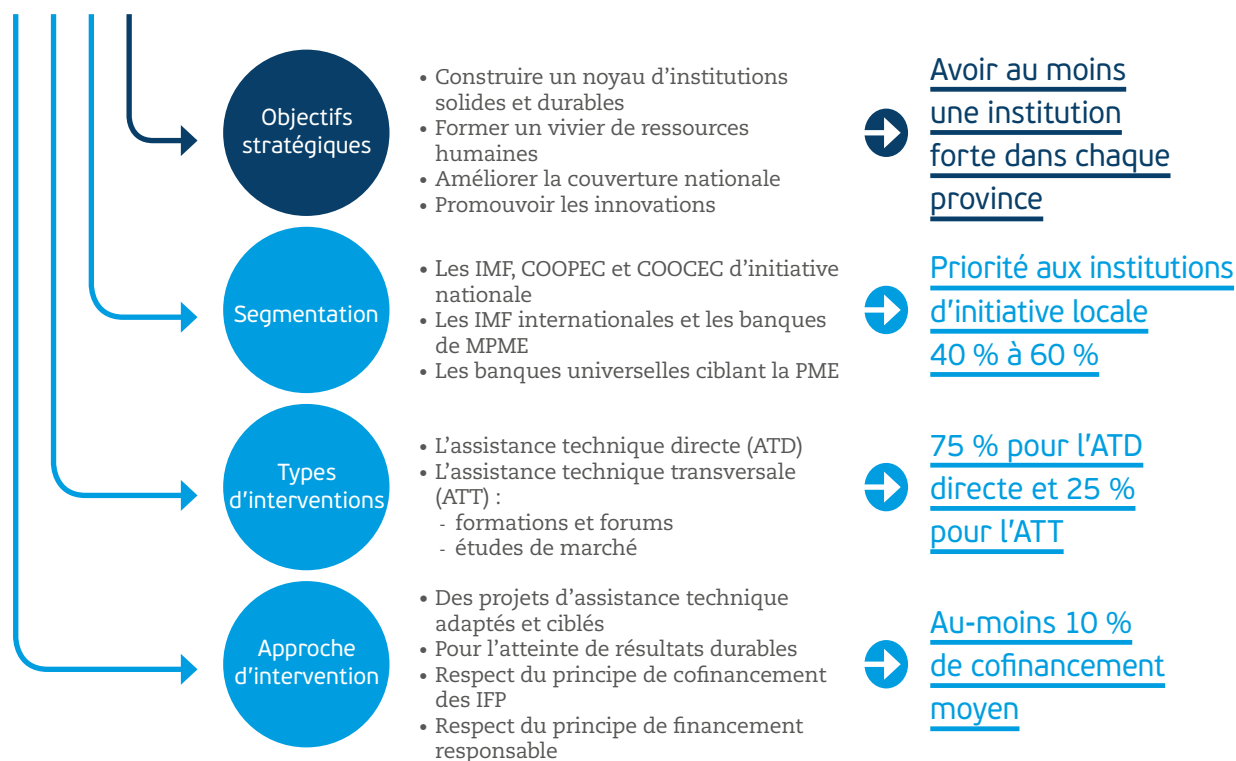 Objectifs
stratégiques
• Construire un noyau d'institutions
solides et durables
• Former un vivier de ressources
humaines
• Améliorer la couverture nationale
• Promouvoir les innovations
Avoir au moins
une institution
forte dans chaque
province
Segmentation
• Les IMF, COOPEC et COOCEC d'initiative
nationale
• Les IMF internationales et les banques
de MPME
• Les banques universelles ciblant la PME
Priorité aux institutions
d'initiative locale
40 % à 60 %
Types
d'interventions
• L'assistance technique directe (ATD)
• L'assistance technique transversale
(ATT) :
- formations et forums
- études de marché
75 % pour l'ATD
directe et 25 %
pour l'ATT
Approche
d'intervention
• Des projets d'assistance technique
adaptés et ciblés
• Pour l'atteinte de résultats durables
• Respect du principe de cofinancement
des IFP
• Respect du principe de financement
responsable
Au-moins 10 %
de cofinancement
moyen